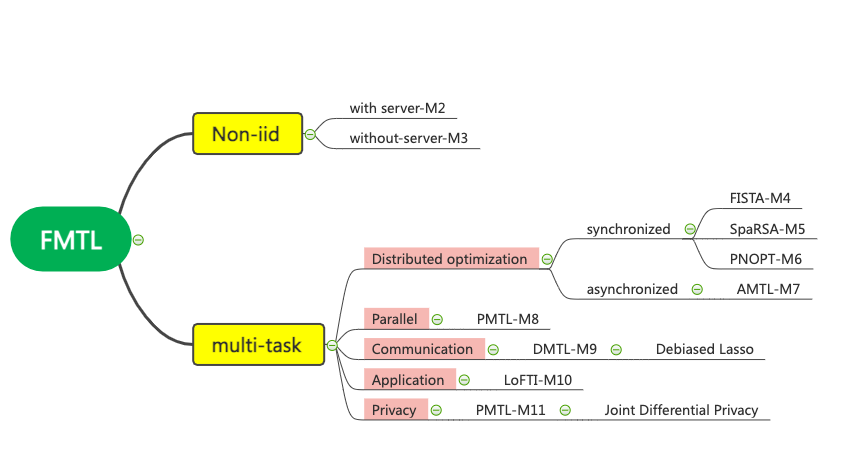 FMTL
Non-iid
with server-M2
without-server-M3
multi-task
Distributed optimization
synchronized
FISTA-M4
SpaRSA-M5
PNOPT-M6
asynchronized
AMTL-M7
Parallel
PMTL-M8
Communication
DMTL-M9
Debiased Lasso
Application
LoFTI-M10
Privacy
PMTL-M11
Joint Differential Privacy